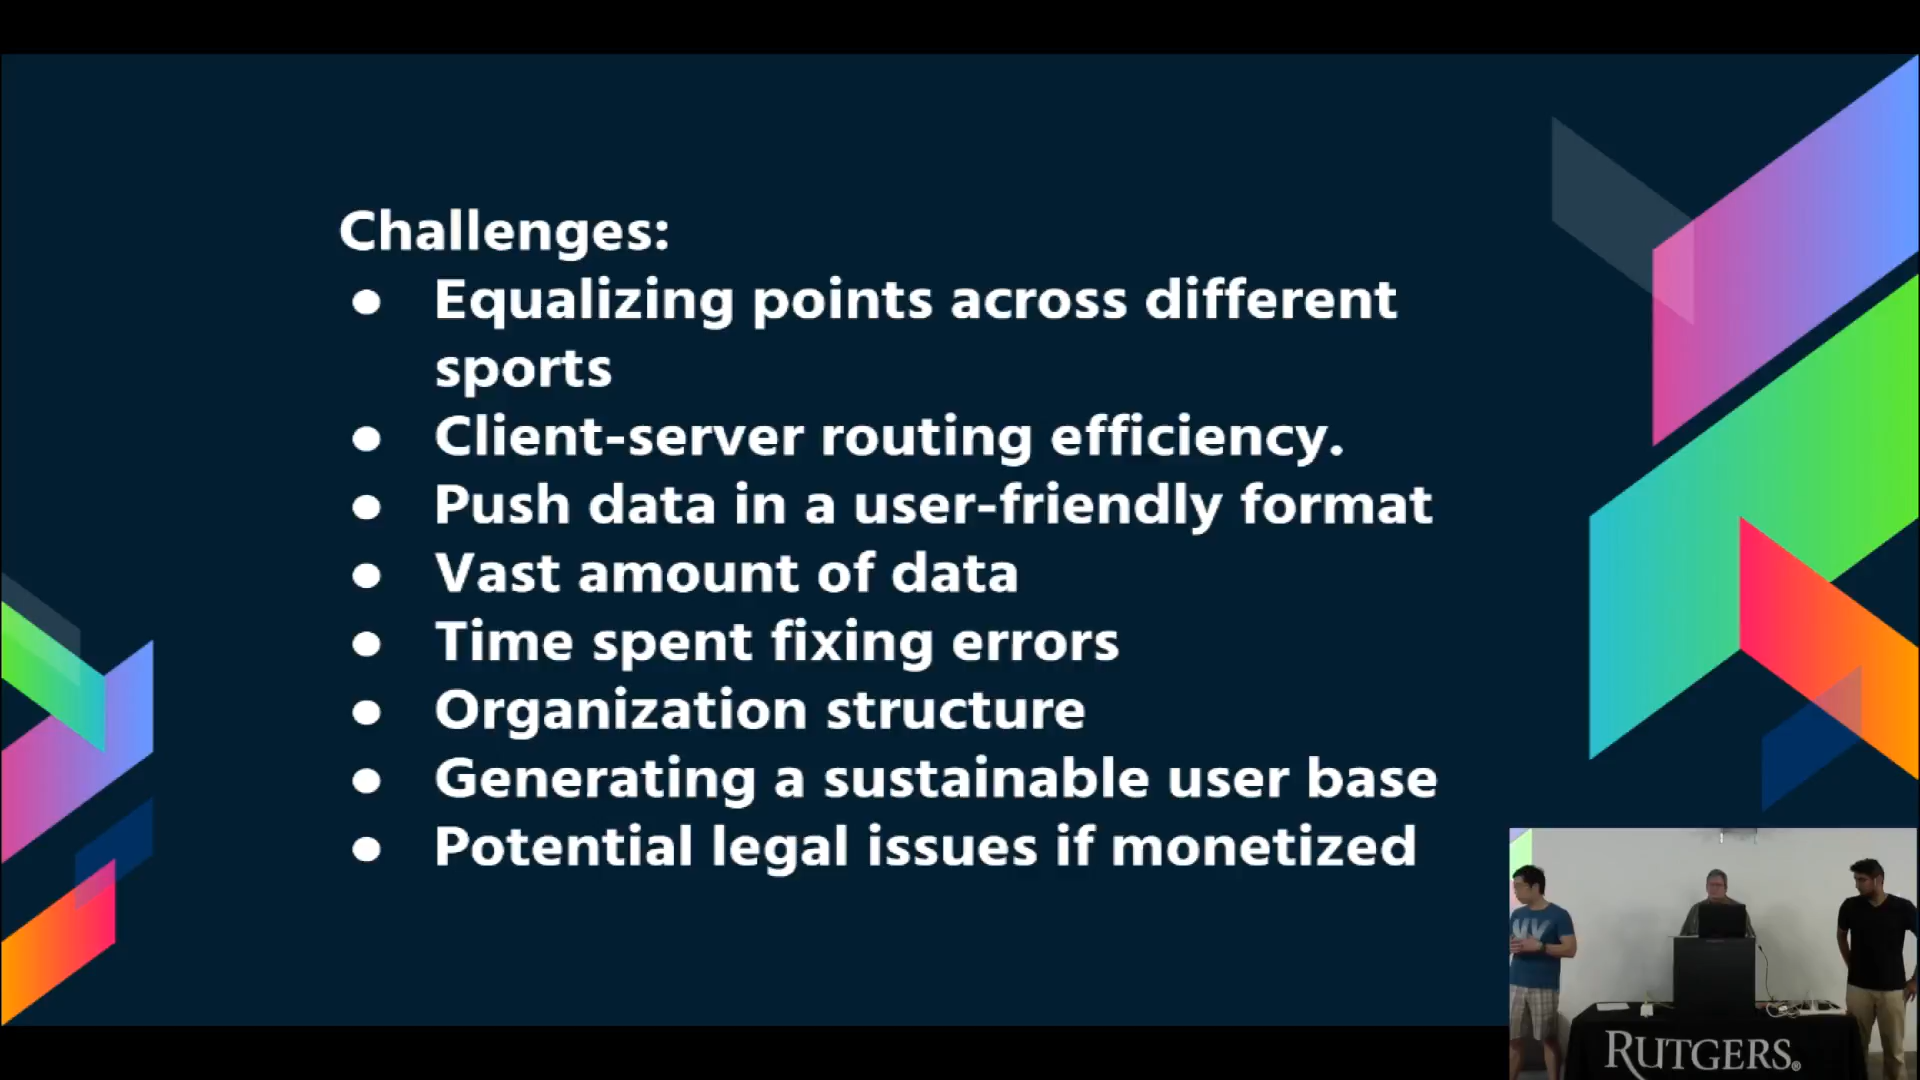 Challenges:
● Equalizing points across different
sports
● Client-server routing efficiency.
● Push data in a user-friendly format
● Vast amount of data
● Time spent fixing errors
● Organization structure
● Generating a sustainable user base
● Potential legal issues if monetized
RUTGERS®